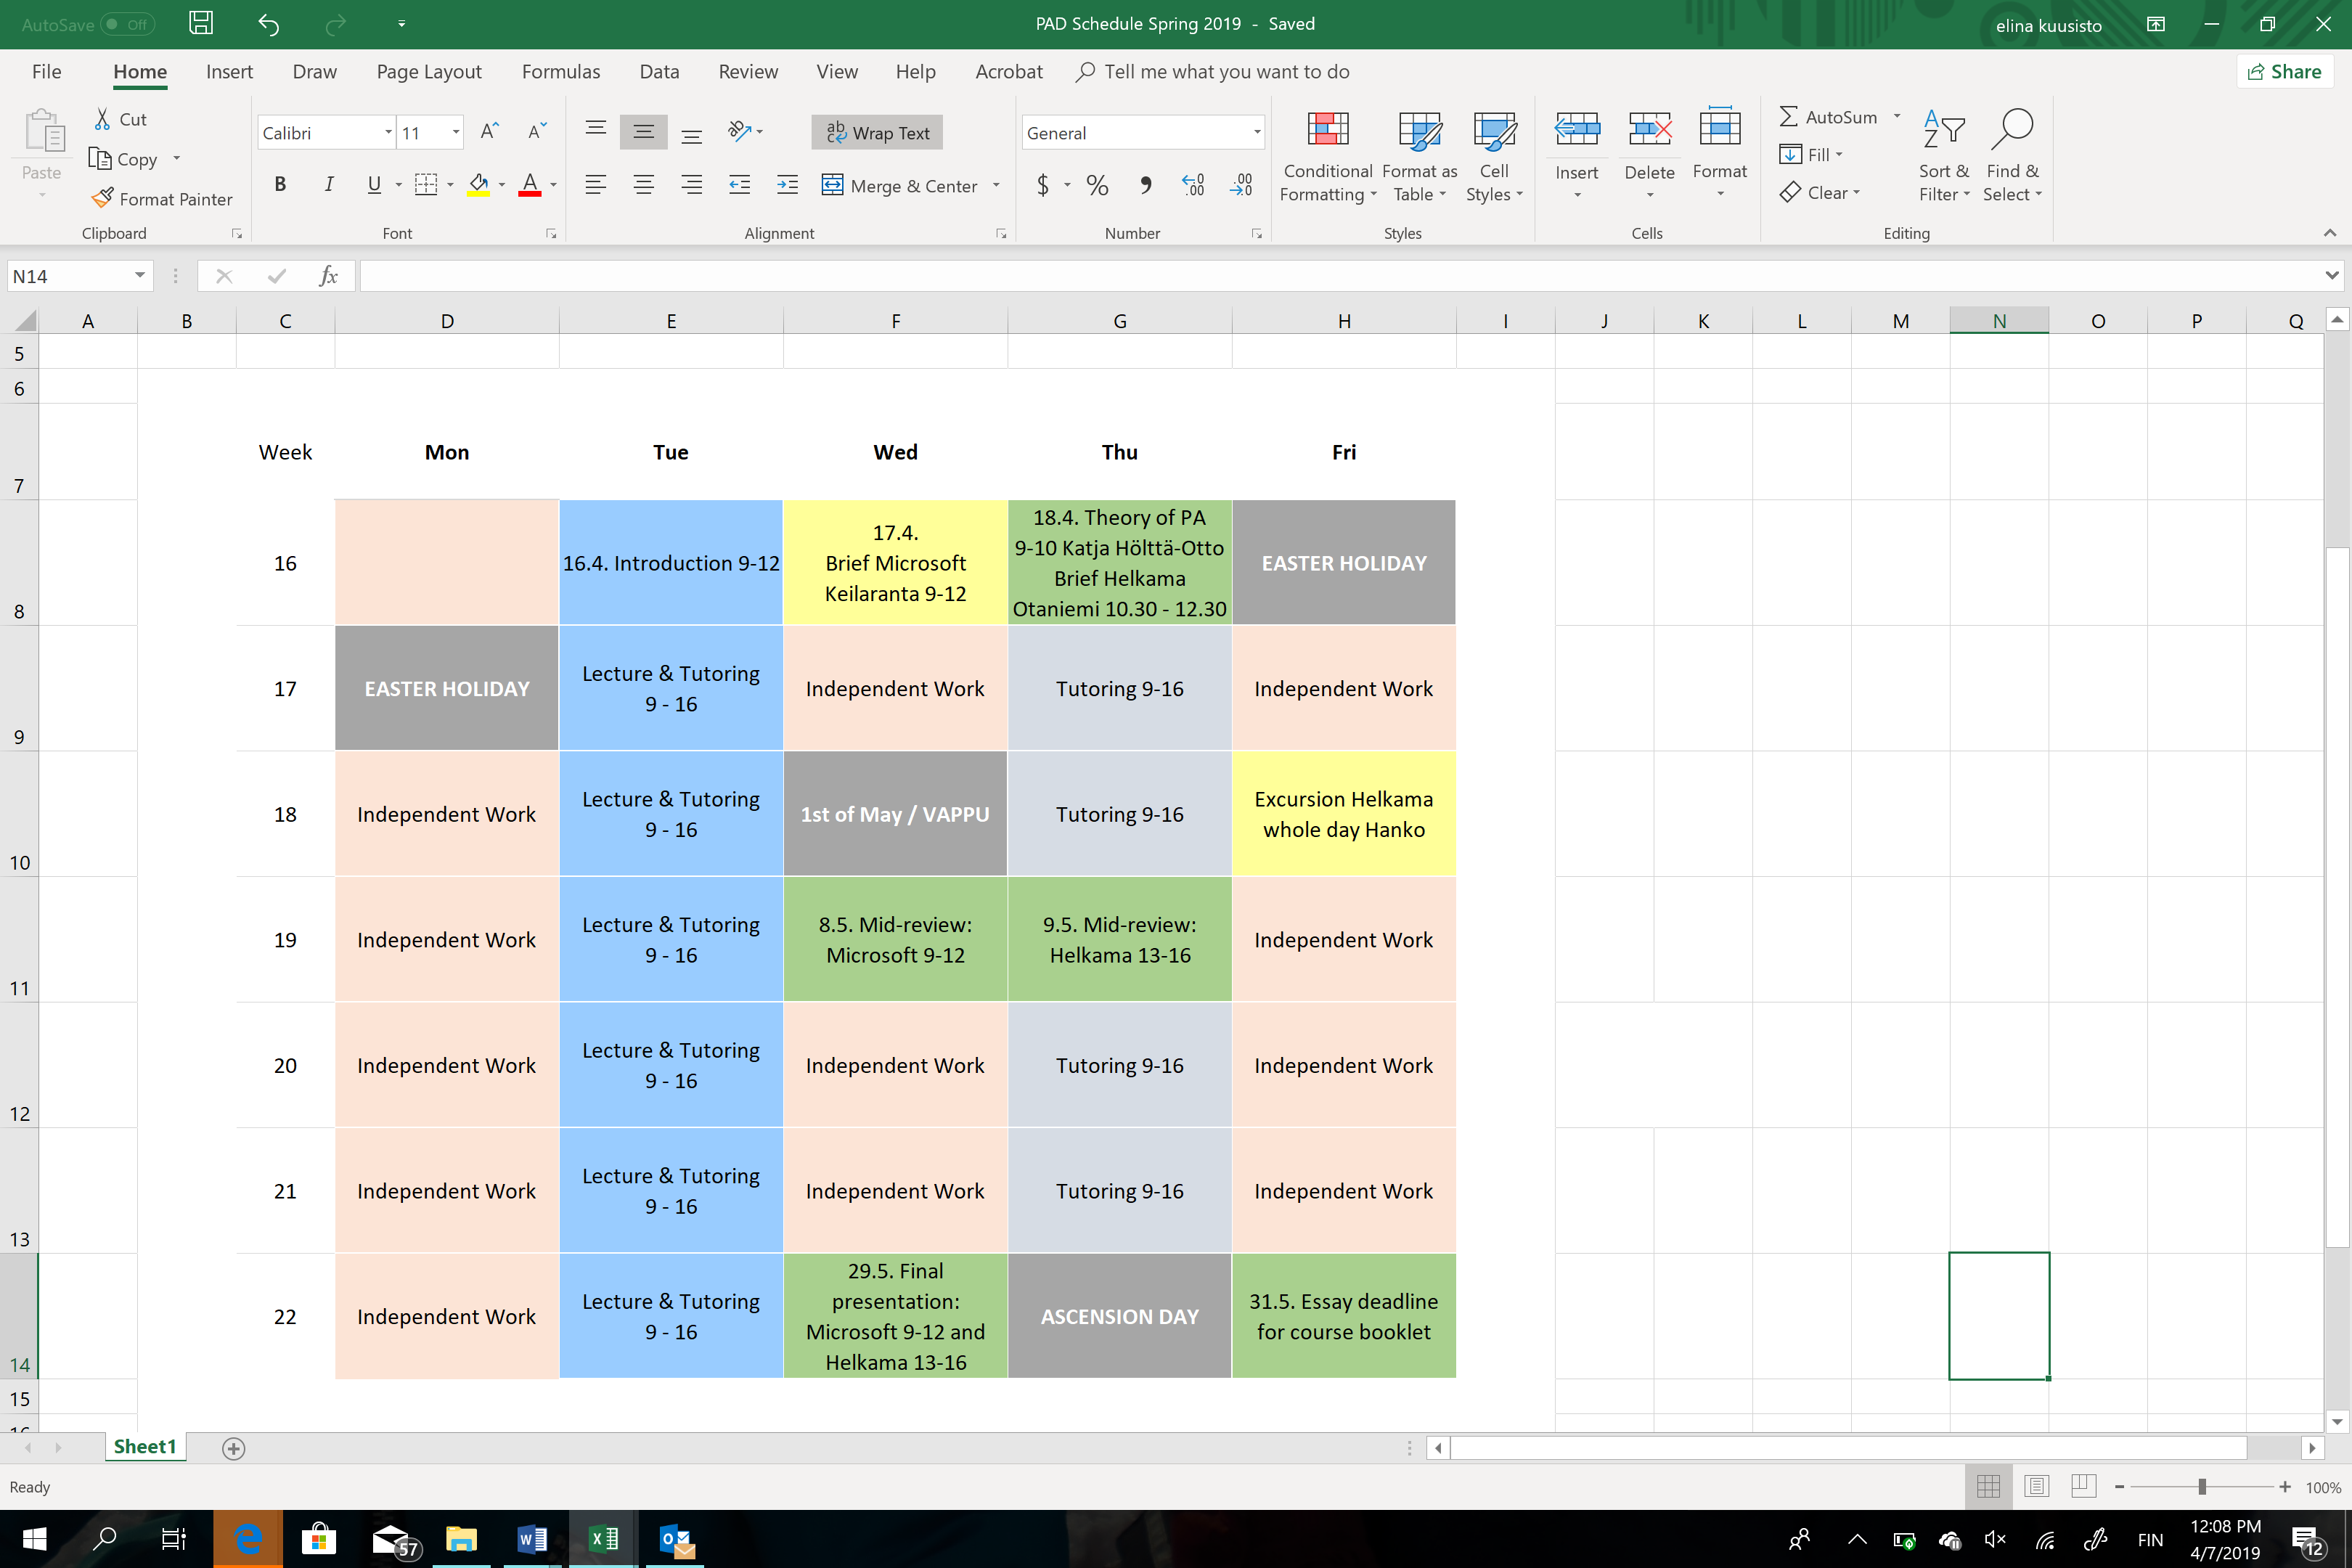 AutoSave Off
PAD Schedule Spring 2019 - Saved
elina kuusisto
File Home Insert Draw Page Layout Formulas Data Review View Help Acrobat Tell me what you want to do
Share
Paste
Cut
Copy
Format Painter
Clipboard
Calibri 11
B I U A
Font
ab Wrap Text
Merge & Center
Alignment
General
$ % , .00 .00
Number
Conditional Formatting
Format as Table
Cell Styles
Styles
Insert Delete Format
Cells
AutoSum
Fill
Clear
Sort & Filter
Find & Select
Editing
N14
fx
A B C D E F G H I J K L M N O P Q
5
6
Week Mon Tue Wed Thu Fri
7
16
16.4. Introduction 9-12
17.4.
Brief Microsoft
Keilaranta 9-12
18.4. Theory of PA
9-10 Katja Hölttä-Otto
Brief Helkama
Otaniemi 10.30 - 12.30
EASTER HOLIDAY
8
17
EASTER HOLIDAY
Lecture & Tutoring
9 - 16
Independent Work
Tutoring 9-16
Independent Work
9
18
Independent Work
Lecture & Tutoring
9 - 16
1st of May / VAPPU
Tutoring 9-16
Excursion Helkama
whole day Hanko
10
19
Independent Work
Lecture & Tutoring
9 - 16
8.5. Mid-review:
Microsoft 9-12
9.5. Mid-review:
Helkama 13-16
Independent Work
11
20
Independent Work
Lecture & Tutoring
9 - 16
Independent Work
Tutoring 9-16
Independent Work
12
21
Independent Work
Lecture & Tutoring
9 - 16
Independent Work
Tutoring 9-16
Independent Work
13
22
Independent Work
Lecture & Tutoring
9 - 16
29.5. Final
presentation:
Microsoft 9-12 and
Helkama 13-16
ASCENSION DAY
31.5. Essay deadline
for course booklet
14
15
Sheet1
Ready
100%
57
FIN
12:08 PM
4/7/2019
12